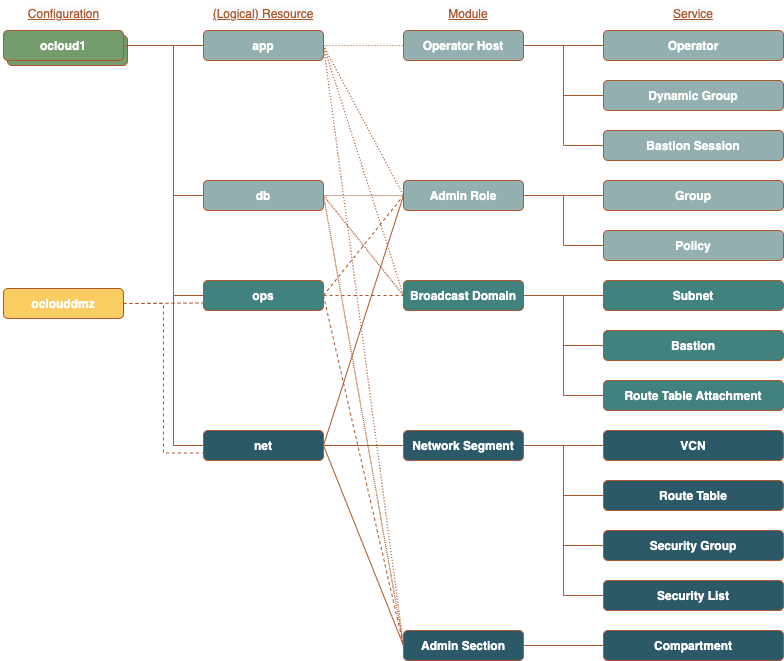 Configuration
(Logical) Resource
Module
Service
ocloud1
app
Operator Host
Operator
Dynamic Group
Bastion Session
db
Admin Role
Group
Policy
oclouddmz
ops
Broadcast Domain
Subnet
Bastion
Route Table Attachment
net
Network Segment
VCN
Route Table
Security Group
Security List
Admin Section
Compartment